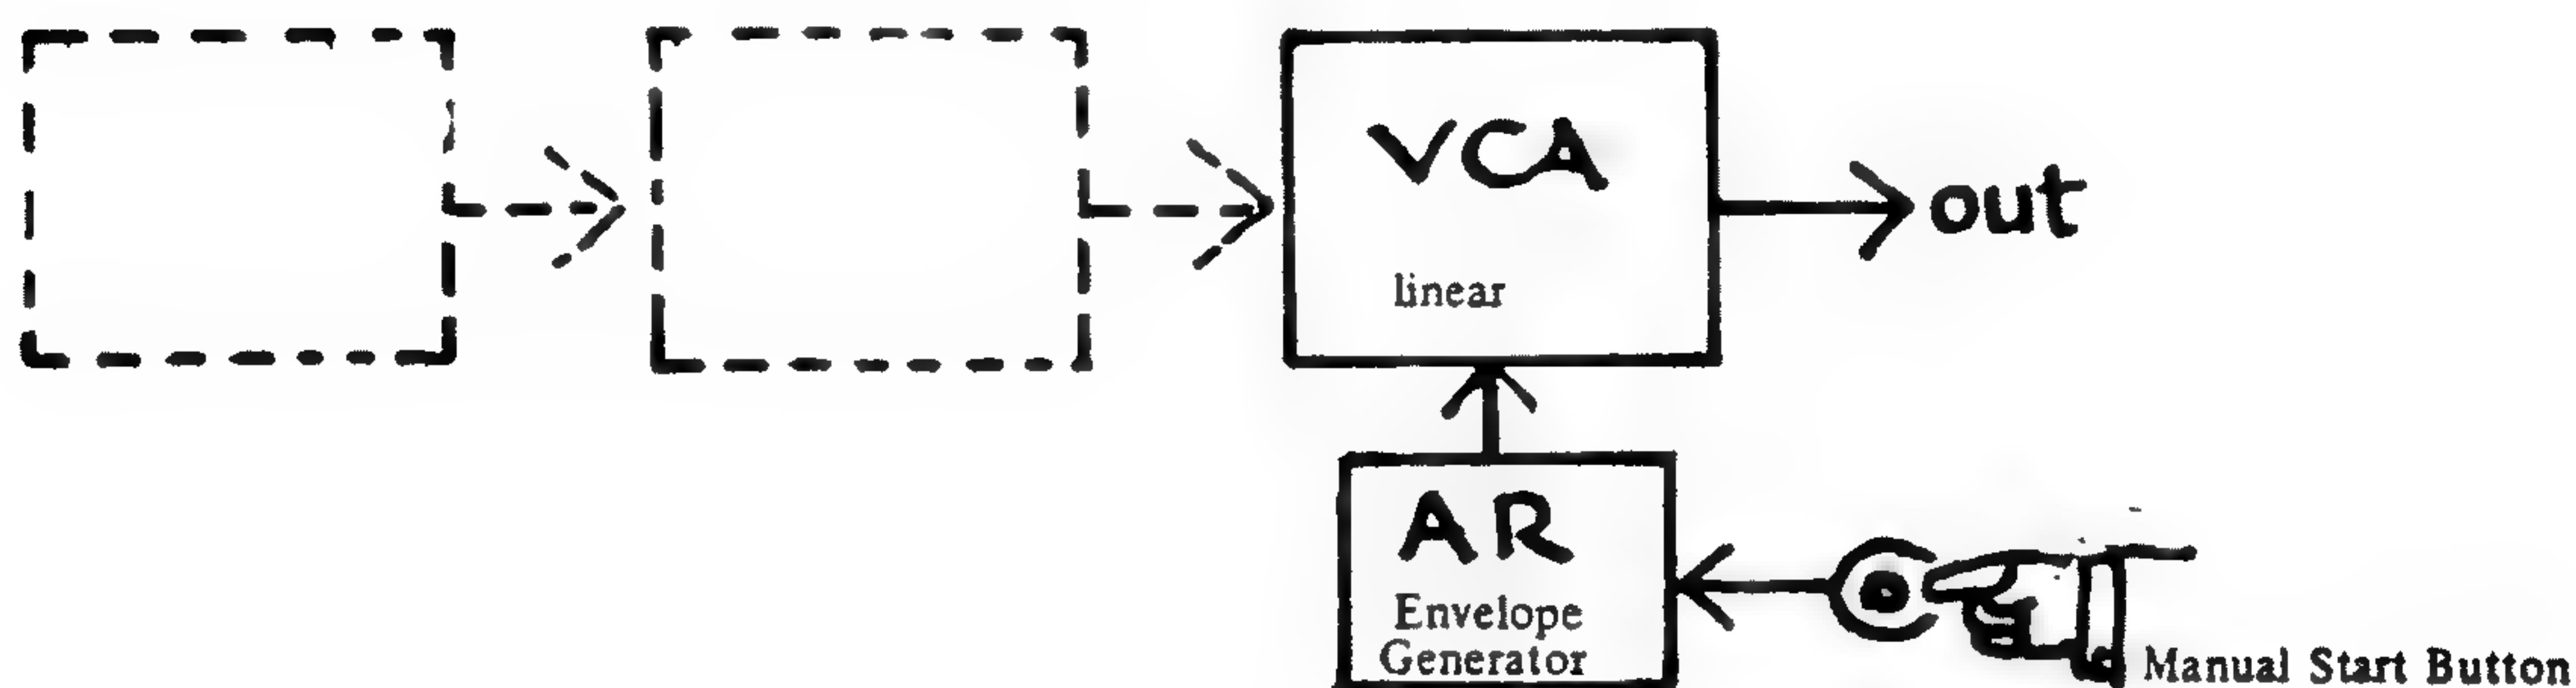 VCA
linear
out
AR
Envelope
Generator
Manual Start Button